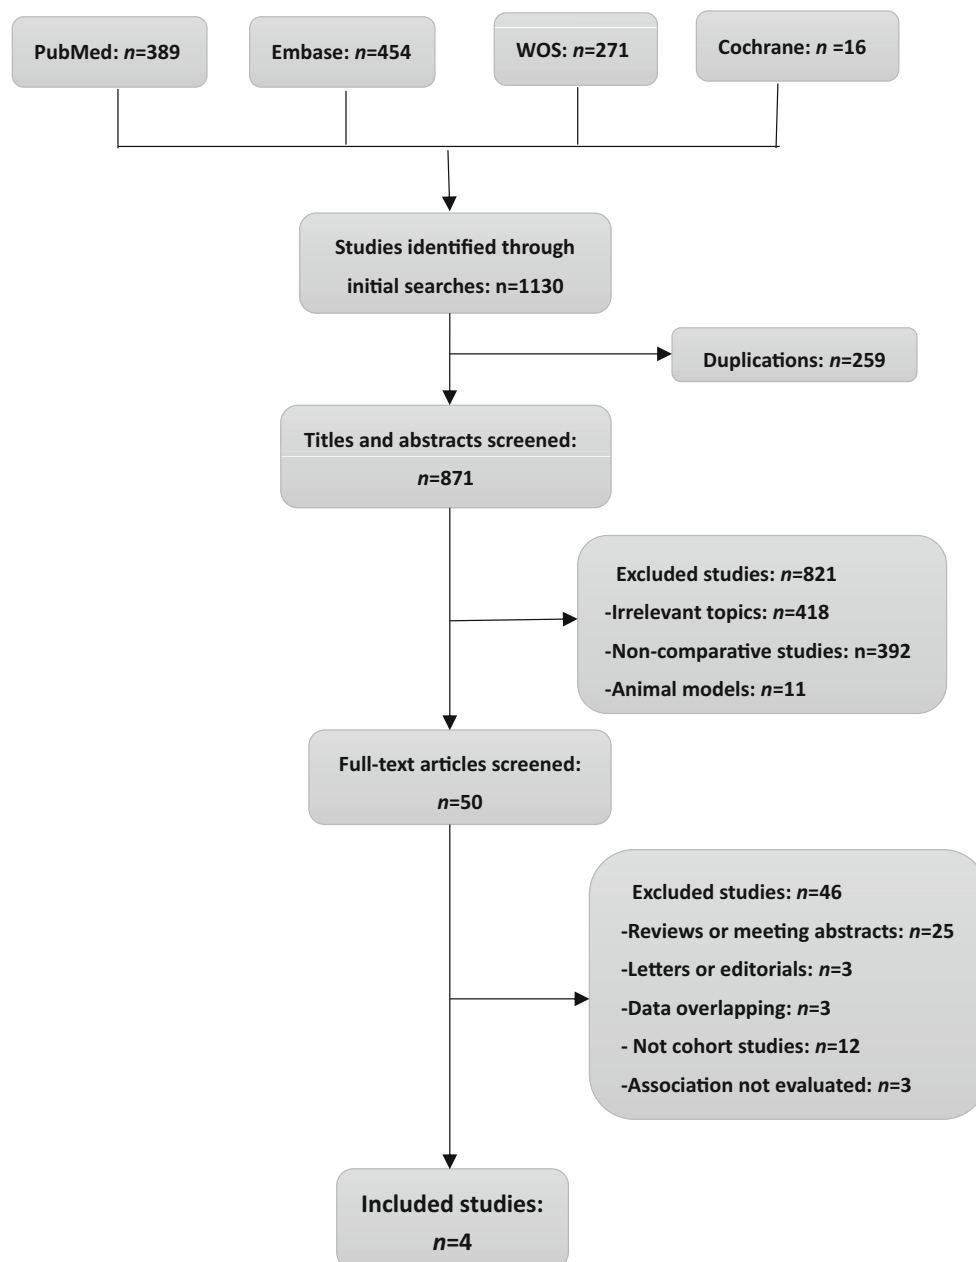 PubMed: n=389
Embase: n=454
WOS: n=271
Cochrane: n =16
Studies identified through
initial searches: n=1130
Duplications: n=259
Titles and abstracts screened:
n=871
Excluded studies: n=821
-Irrelevant topics: n=418
-Non-comparative studies: n=392
-Animal models: n=11
Full-text articles screened:
n=50
Excluded studies: n=46
-Reviews or meeting abstracts: n=25
-Letters or editorials: n=3
-Data overlapping: n=3
- Not cohort studies: n=12
-Association not evaluated: n=3
Included studies:
n=4